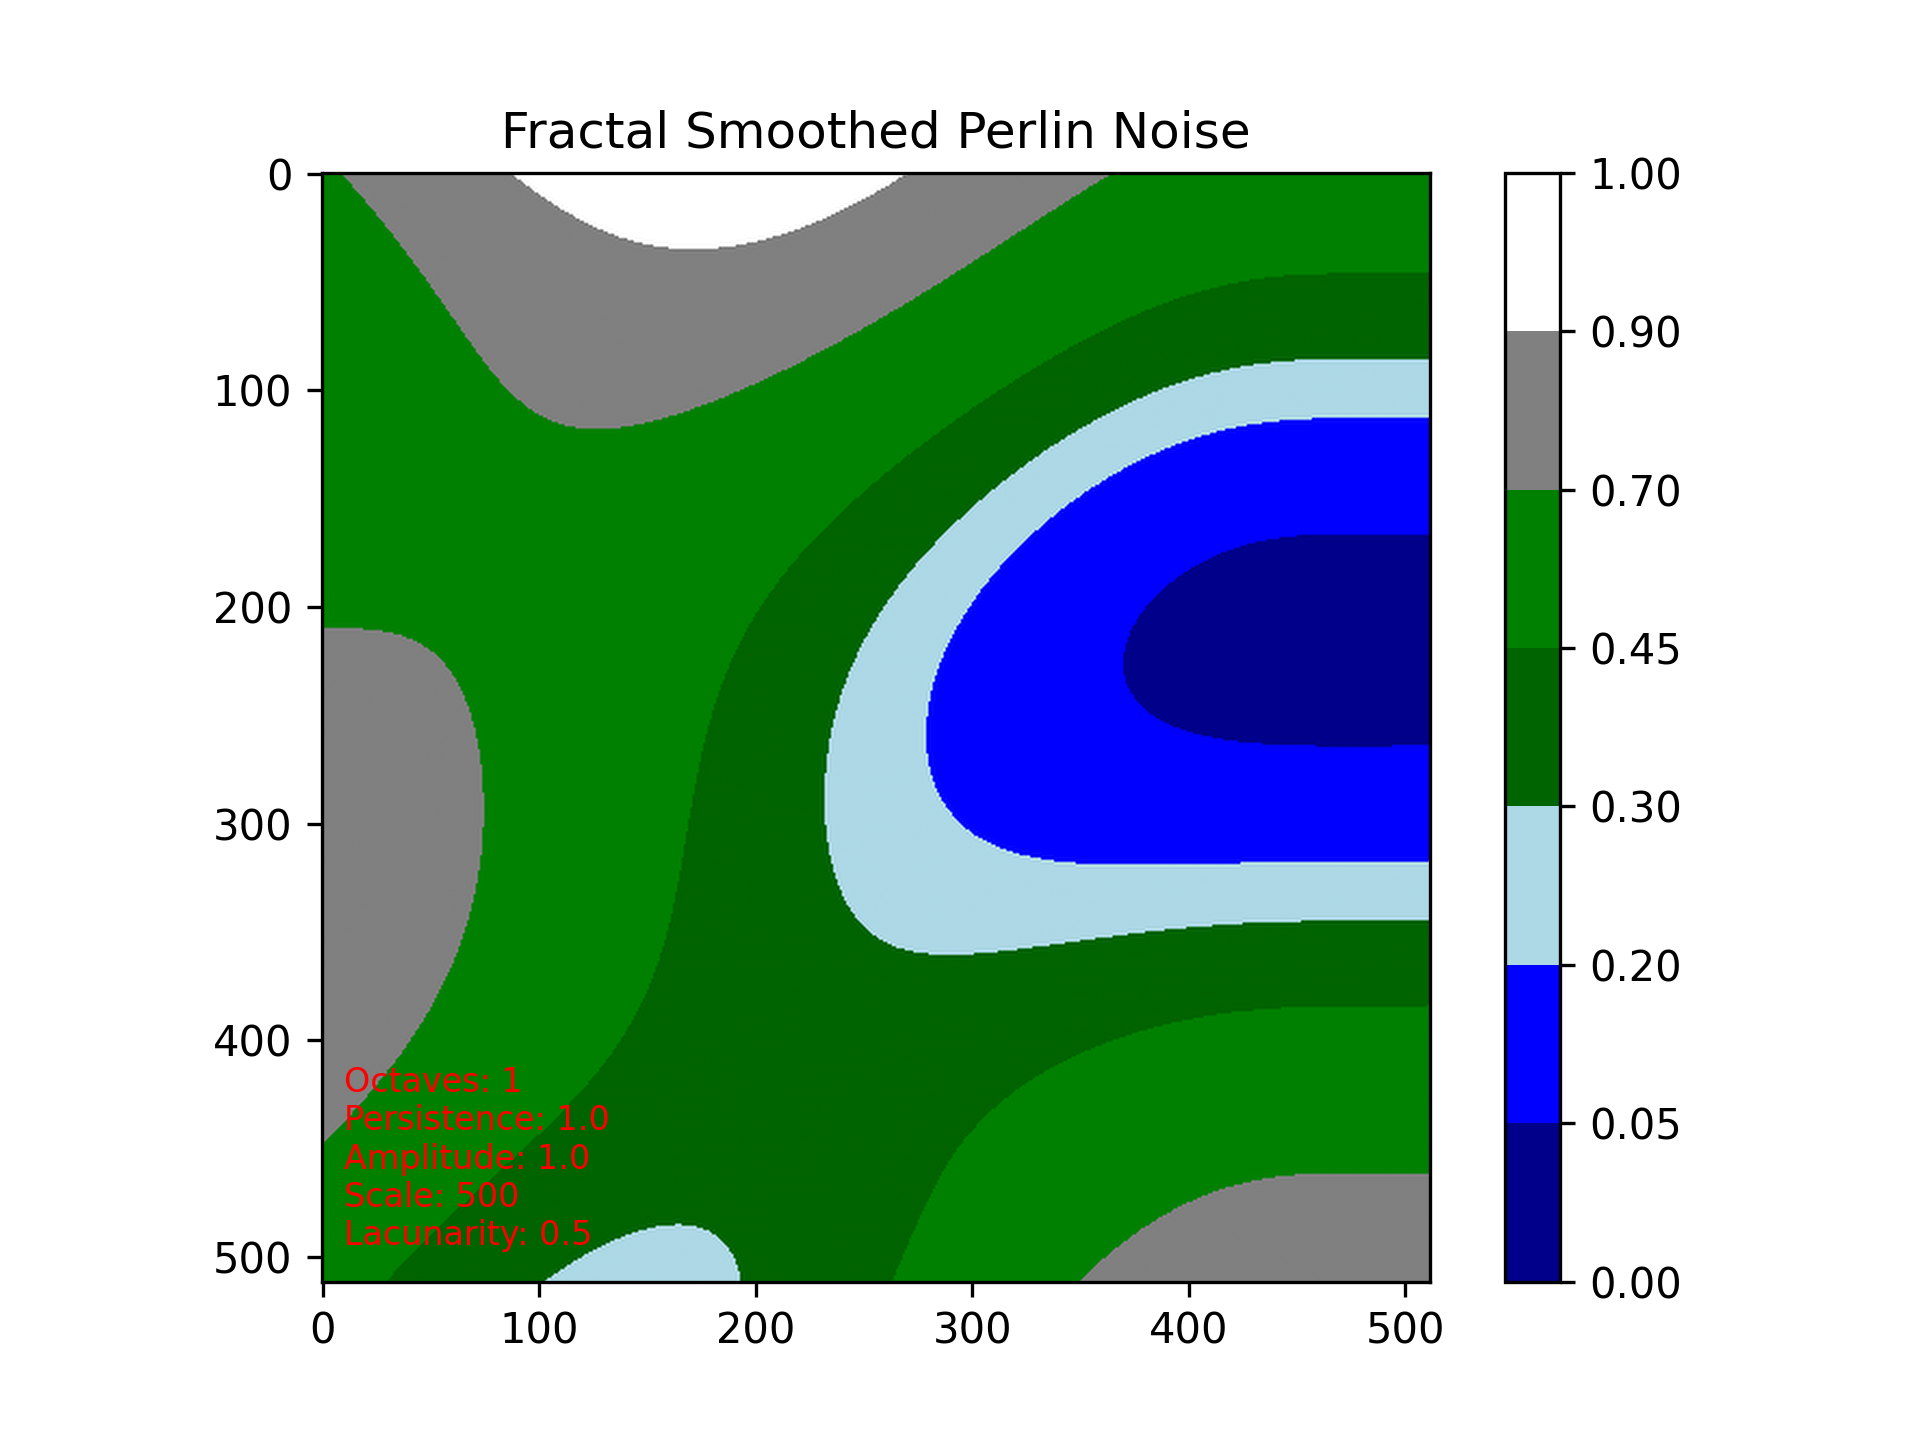 Fractal Smoothed Perlin Noise
0
100
200
300
400
500
0 100 200 300 400 500
Octaves: 1
Persistence: 1.0
Amplitude: 1.0
Scale: 500
Lacunarity: 0.5
1.00
0.90
0.70
0.45
0.30
0.20
0.05
0.00